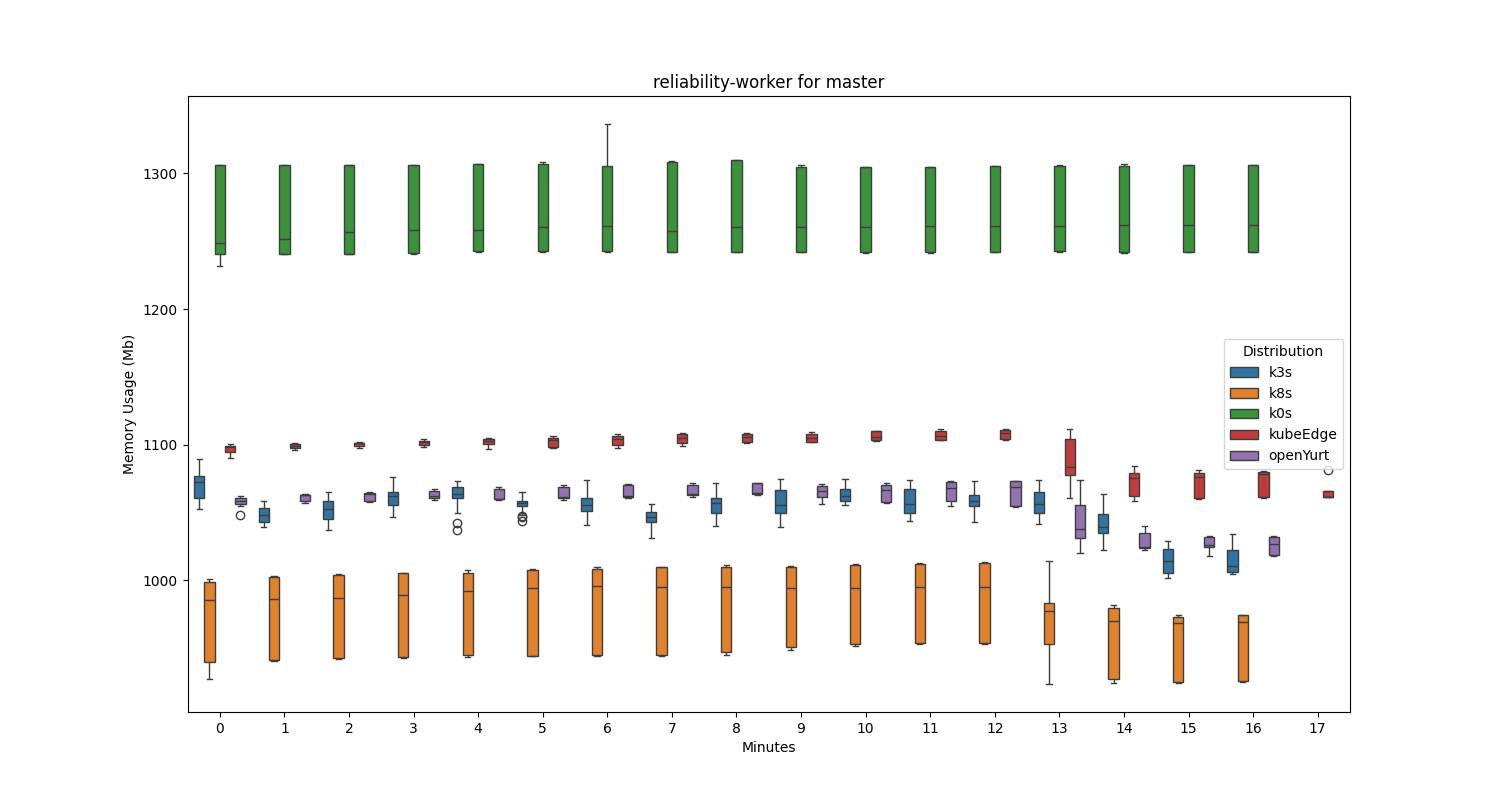 reliability-worker for master
1300
1200
1100
1000
Memory Usage (Mb)
Distribution
k3s
k8s
k0s
kubeEdge
openYurt
0 1 2 3 4 5 6 7 8 9 10 11 12 13 14 15 16 17
Minutes